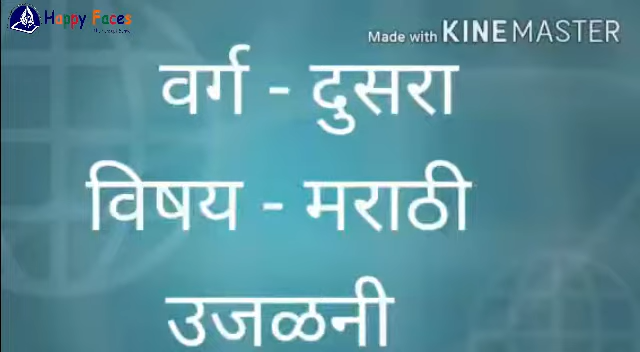 Happy Faces
Made with KINEMASTER
वर्ग - दुसरा
विषय - मराठी
उजळनी